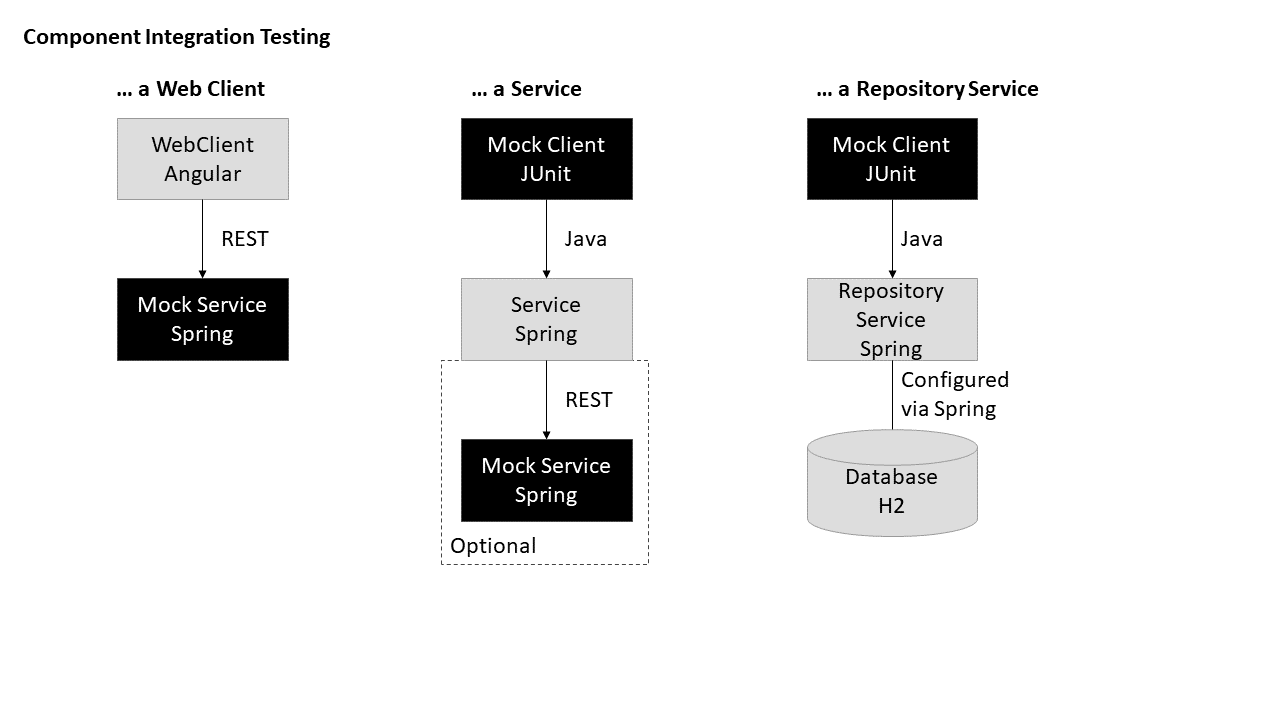 Component Integration Testing
... a Web Client
WebClient
Angular
REST
Mock Service
Spring
... a Service
Mock Client
JUnit
Java
Service
Spring
REST
Mock Service
Spring
Optional
... a Repository Service
Mock Client
JUnit
Java
Repository
Service
Spring
Configured
via Spring
Database
H2